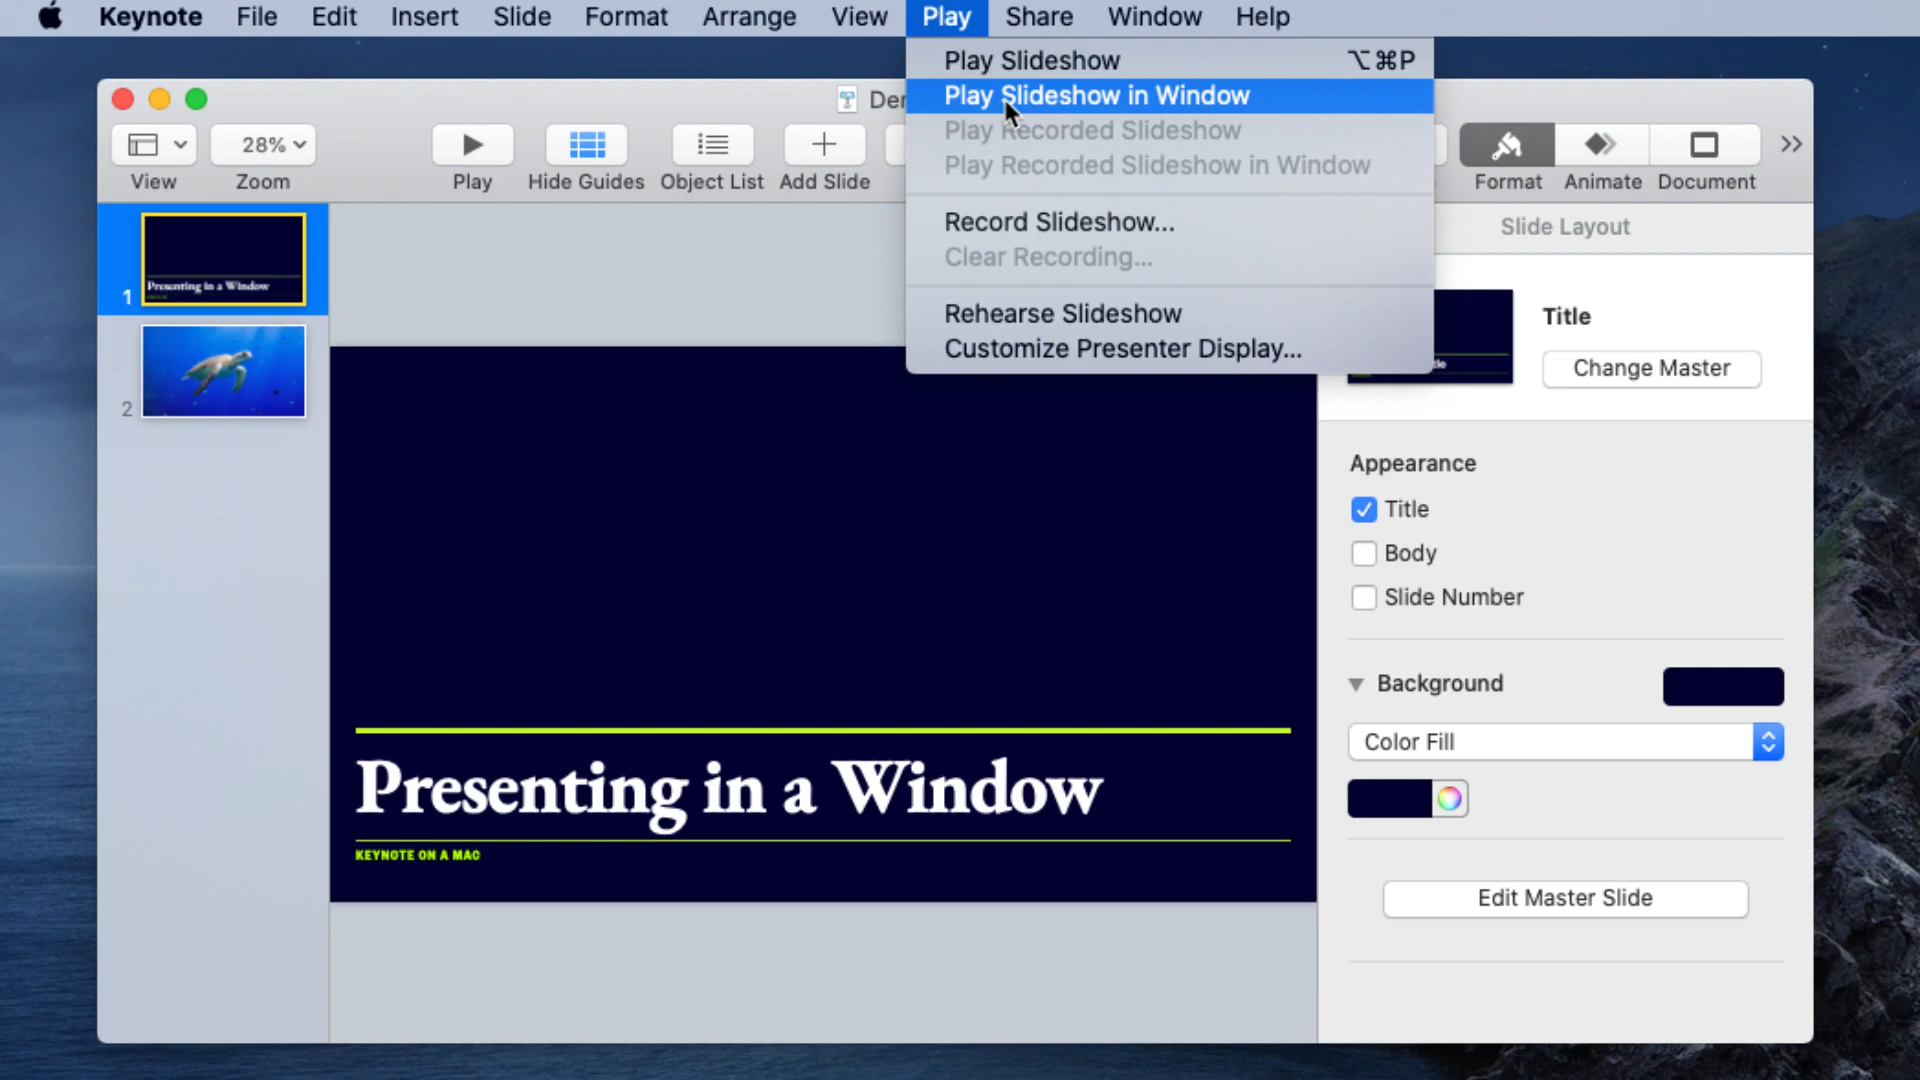 Keynote File Edit Insert Slide Format Arrange View Play Share Window Help
Play Slideshow ⌥⌘P
Play Slideshow in Window
Play Recorded Slideshow
Play Recorded Slideshow in Window
Record Slideshow...
Clear Recording...
Rehearse Slideshow
Customize Presenter Display...
28%
View Zoom Play Hide Guides Object List Add Slide Format Animate Document
Slide Layout
Presenting in a Window
1
2
Title
Change Master
Appearance
Title
Body
Slide Number
Background
Color Fill
Edit Master Slide
Presenting in a Window
KEYNOTE ON A MAC